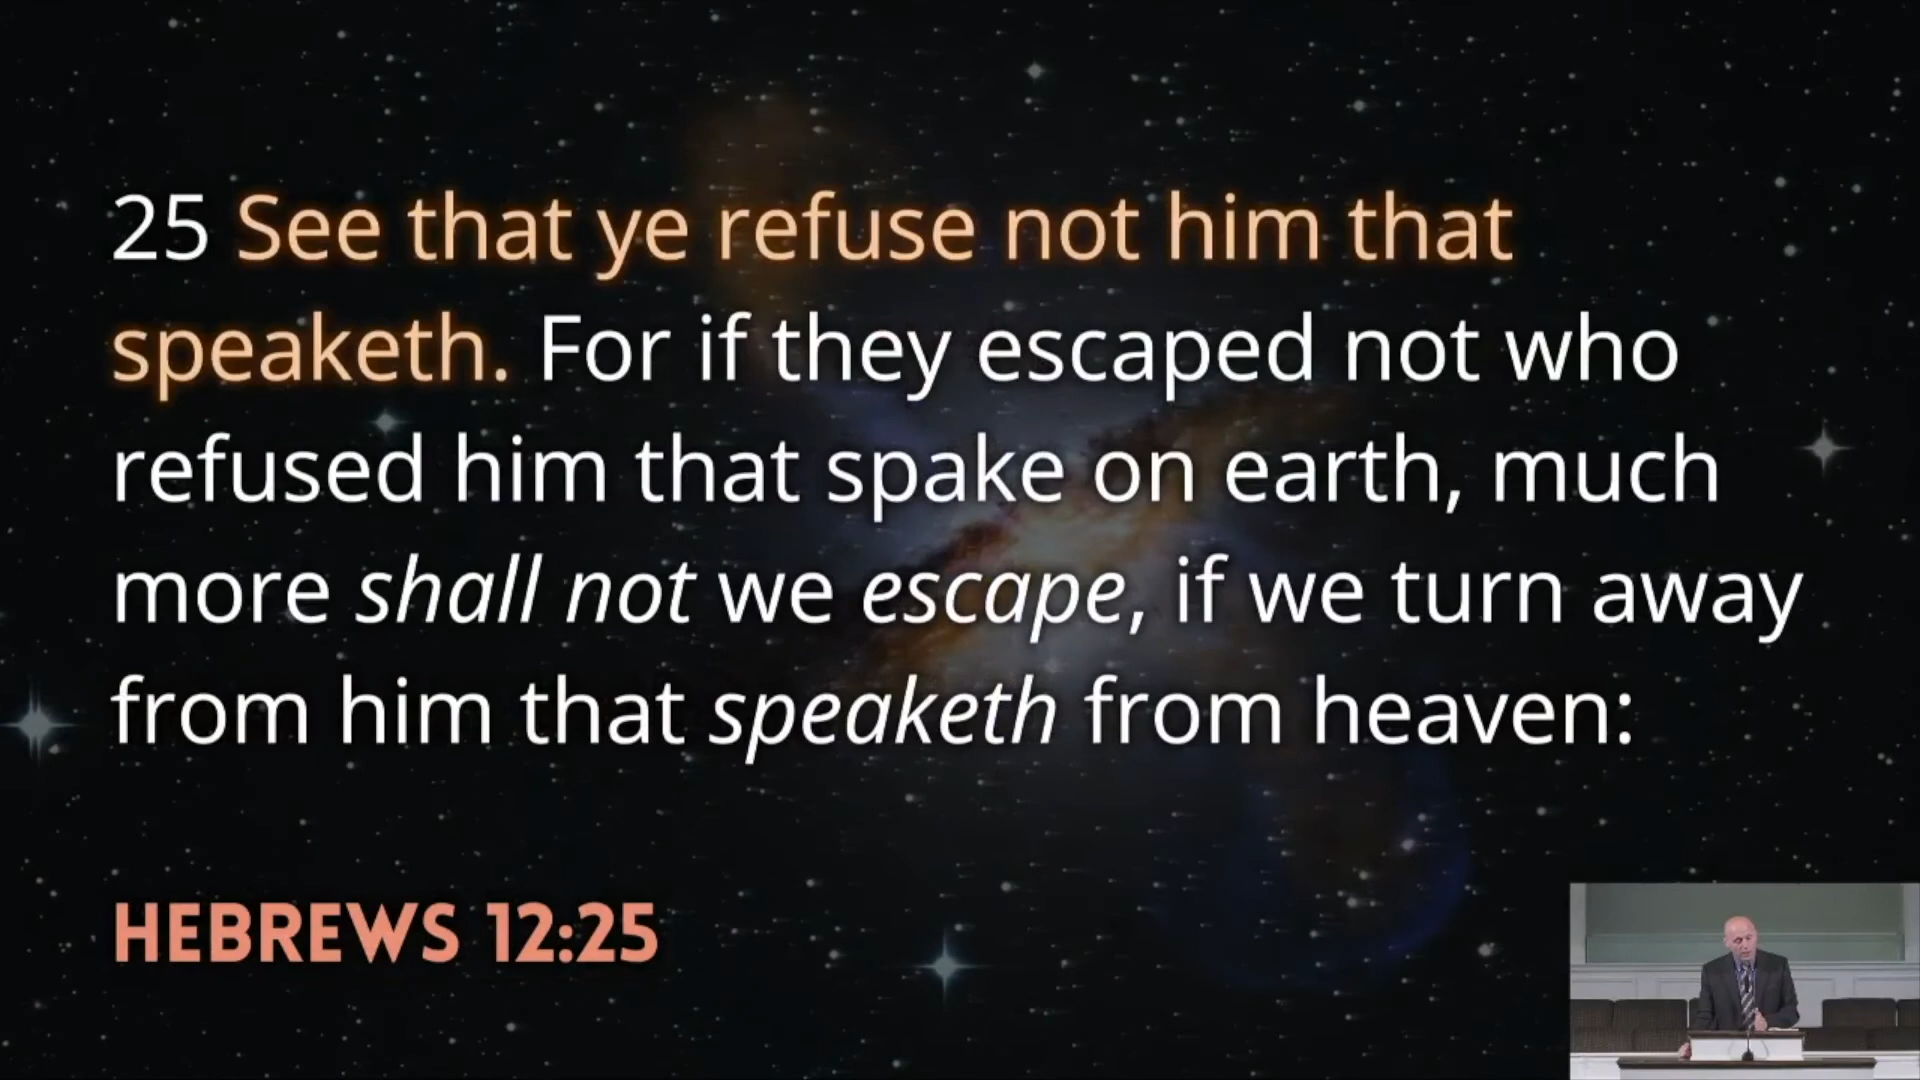 25 See that ye refuse not him that
speaketh. For if they escaped not who
refused him that spake on earth, much
more shall not we escape, if we turn away
from him that speaketh from heaven:
HEBREWS 12:25